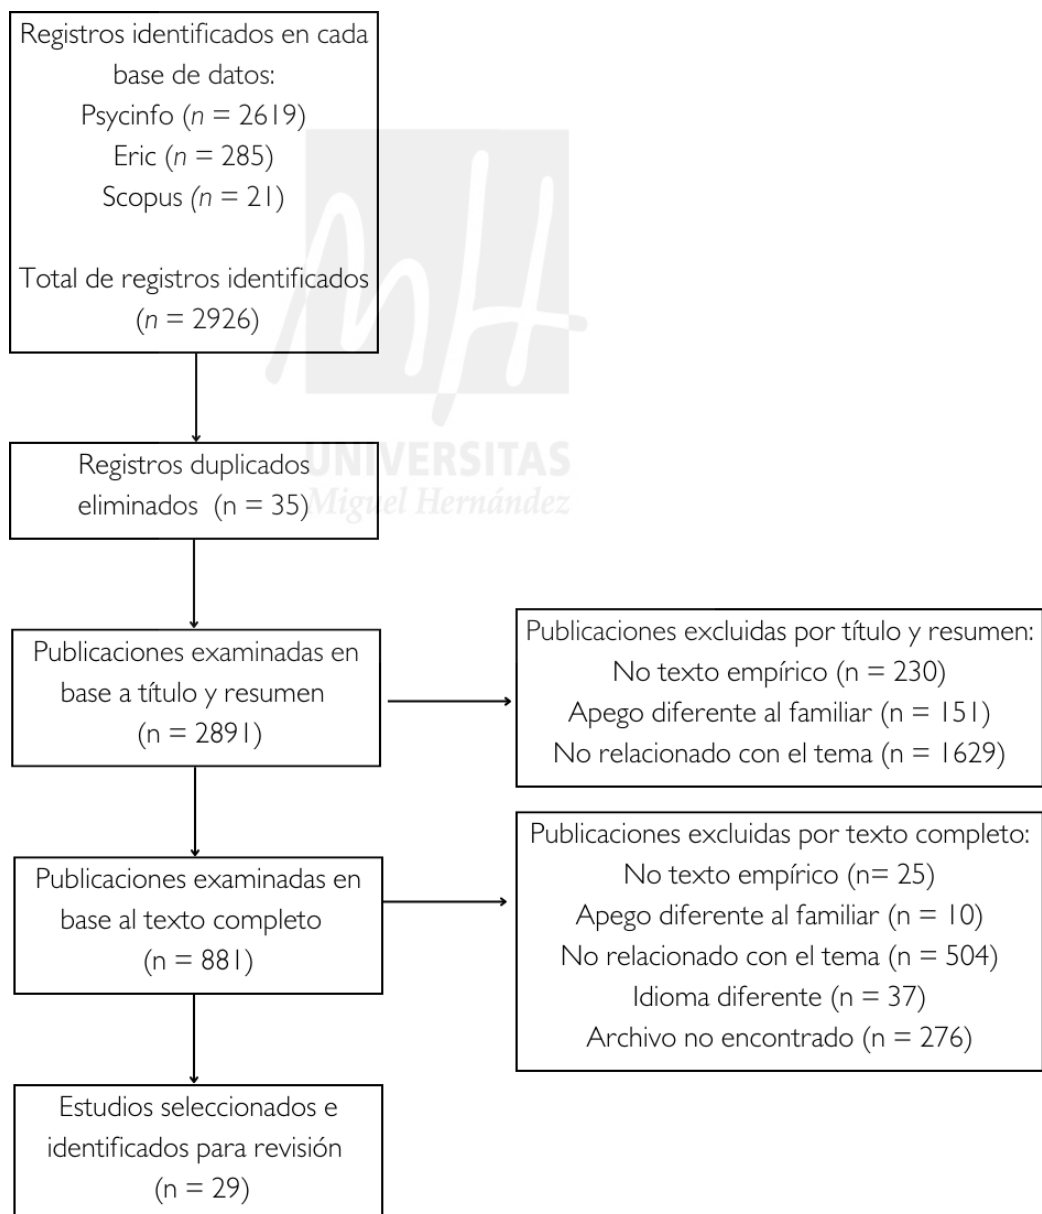 Registros identificados en cada
base de datos:
Psycinfo (n = 2619)
Eric (n = 285)
Scopus (n = 21)
Total de registros identificados
(n = 2926)
UNIVERSITAS
Miguel Hernández
Registros duplicados
eliminados (n = 35)
Publicaciones examinadas en
base a título y resumen
(n = 2891)
Publicaciones excluidas por título y resumen:
No texto empírico (n = 230)
Apego diferente al familiar (n = 151)
No relacionado con el tema (n = 1629)
Publicaciones examinadas en
base al texto completo
(n = 881)
Publicaciones excluidas por texto completo:
No texto empírico (n= 25)
Apego diferente al familiar (n = 10)
No relacionado con el tema (n = 504)
Idioma diferente (n = 37)
Archivo no encontrado (n = 276)
Estudios seleccionados e
identificados para revisión
(n = 29)